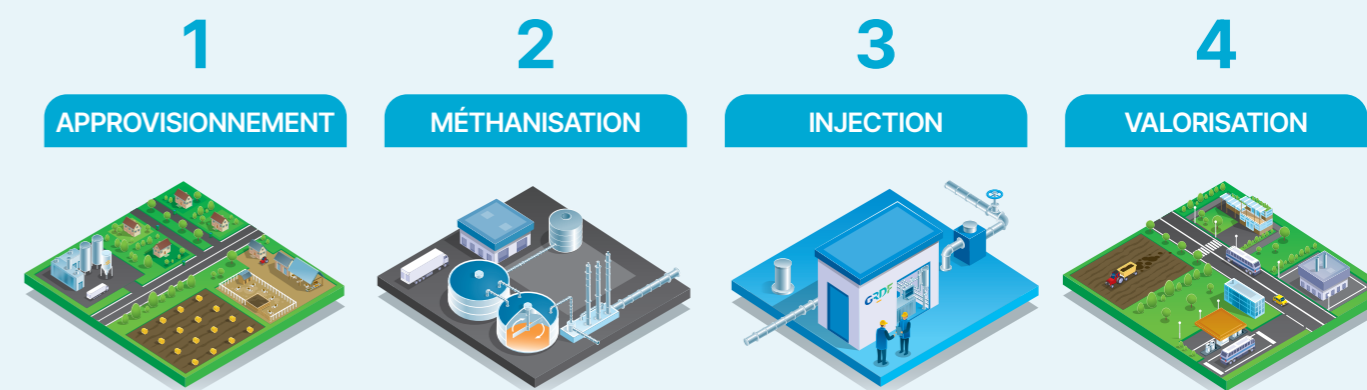 1
APPROVISIONNEMENT
2
MÉTHANISATION
3
INJECTION
GRDF
4
VALORISATION